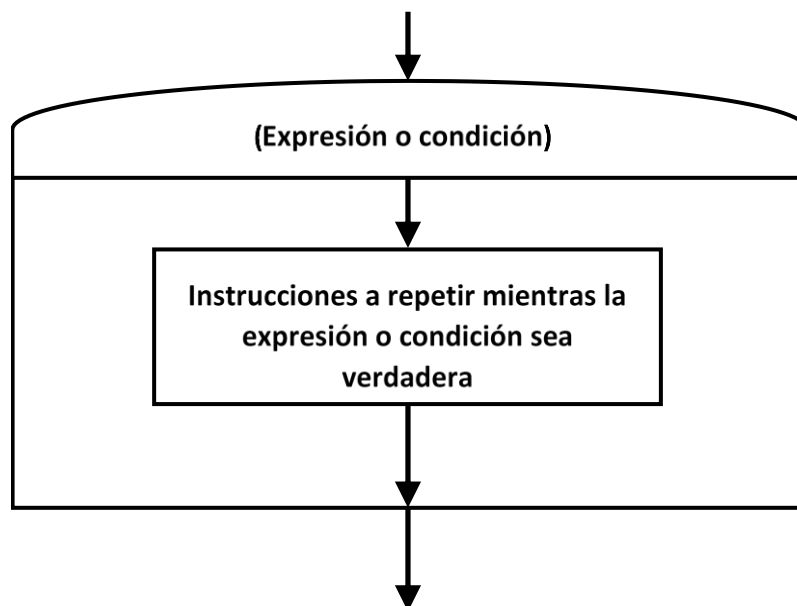 (Expresión o condición)
Instrucciones a repetir mientras la
expresión o condición sea
verdadera